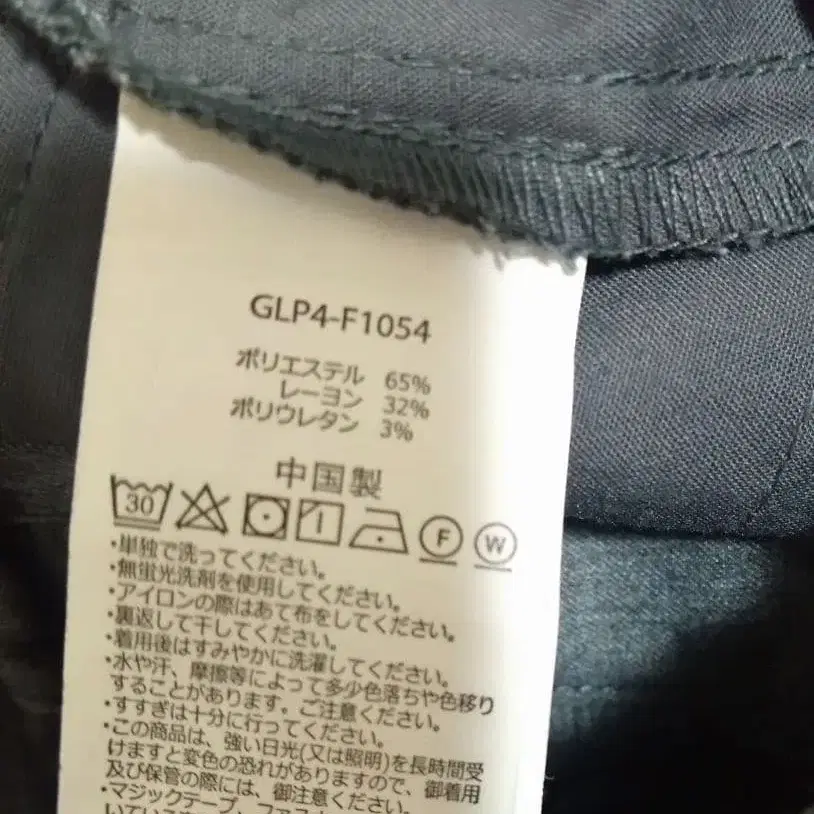 GLP4-F1054
ポリエステル 65%
レーヨン 32%
ポリウレタン 3%
中国製
30 F W
・単独で洗ってください。
・無蛍光洗剤を使用してください。
・アイロンの際はあて布をしてください。
・裏返して干してください。
・着用後はすみやかに洗濯してください。
・水や汗、摩擦等によって多少色落ちや色移り
することがあります。ご注意ください。
・すすぎは十分に行ってください。
・この商品は、強い日光(又は照明)を長時間受
けますと変色の恐れがありますので、御着用
及び保管の際には、御注意ください。
・マジックテープ、ファス